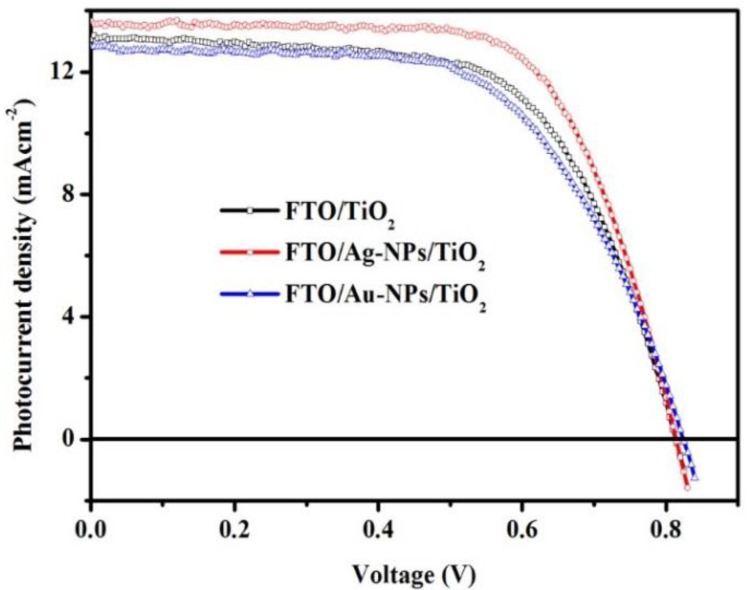 Photocurrent density (mAcm⁻²)
12
8
4
0
FTO/TiO₂
FTO/Ag-NPs/TiO₂
FTO/Au-NPs/TiO₂
0.0 0.2 0.4 0.6 0.8
Voltage (V)